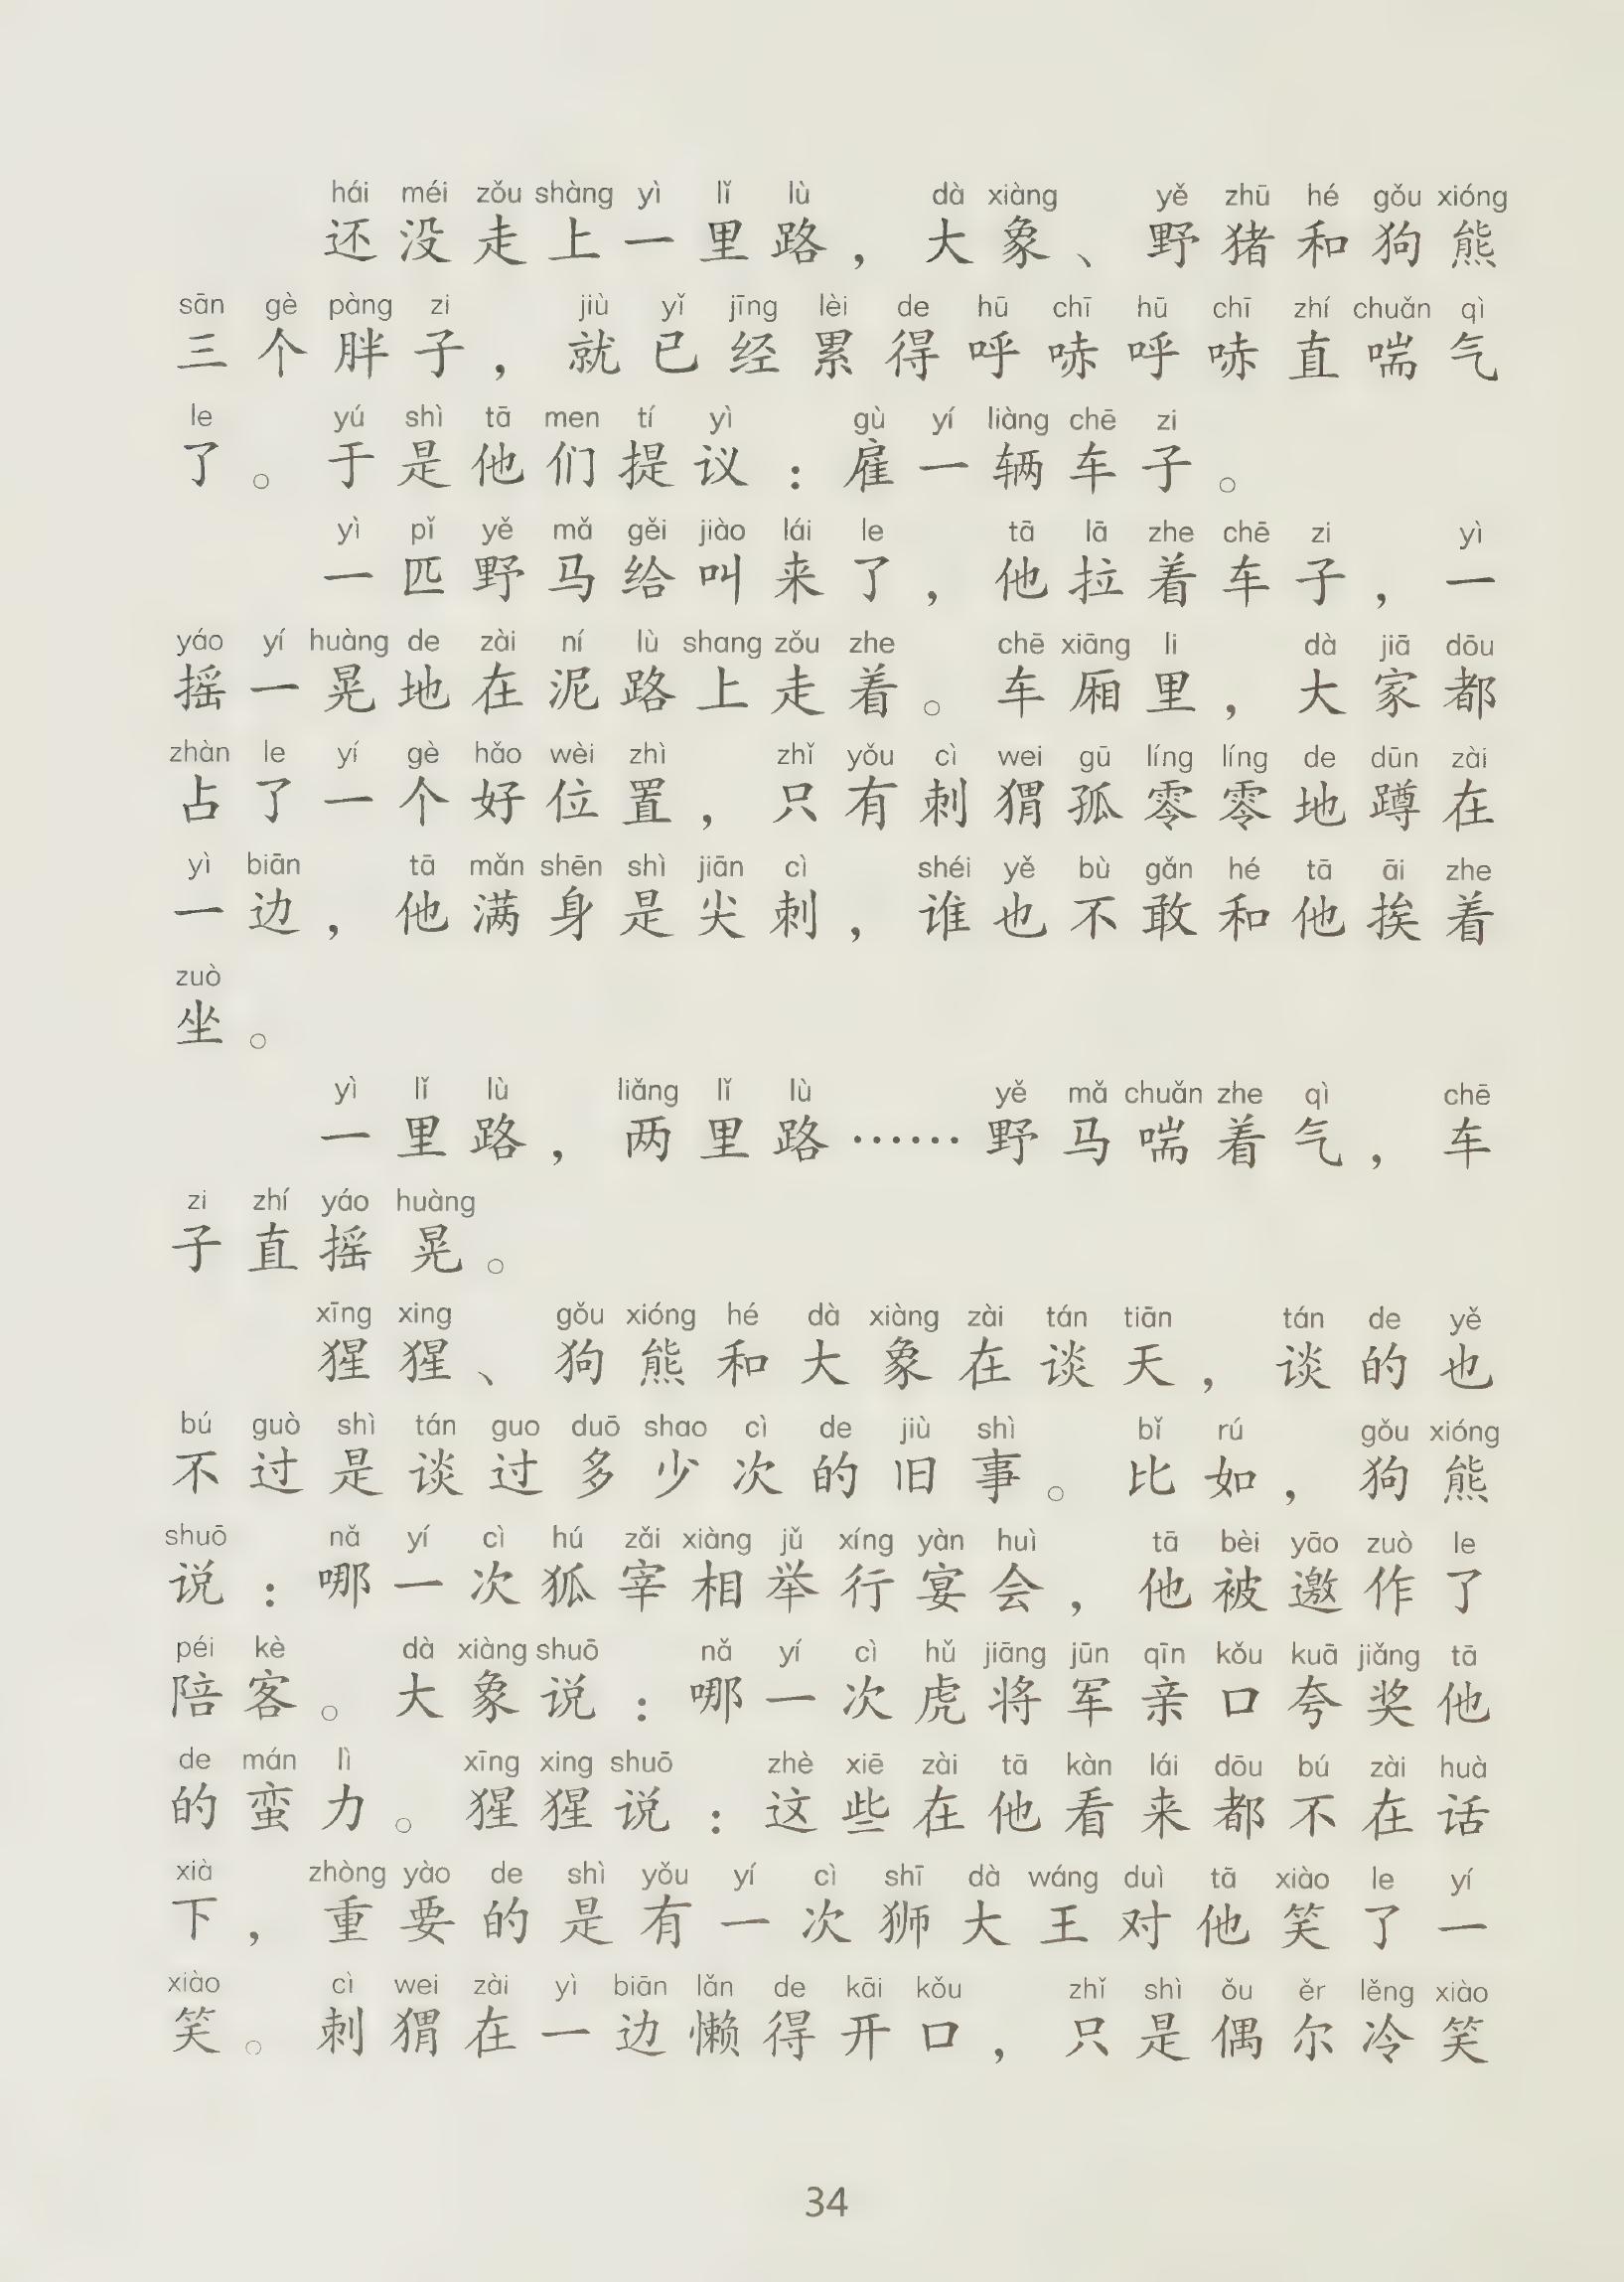 hái méi zǒu shàng yì lǐ lù dà xiàng yě zhū hé gǒu xióng
还没走上一里路，大象、野猪和狗熊
sān gè pàng zi jiù yǐ jīng lèi de hū chī hū chī zhí chuǎn qì
三个胖子，就已经累得呼哧呼哧直喘气
le yú shì tā men tí yì gù yí liàng chē zi
了。于是他们提议：雇一辆车子。
yì pǐ yě mǎ gěi jiào lái le tā lā zhe chē zi yì
一匹野马给叫来了，他拉着车子，一
yáo yí huàng de zài ní lù shang zǒu zhe chē xiāng li dà jiā dōu
摇一晃地在泥路上走着。车厢里，大家都
zhàn le yí gè hǎo wèi zhì zhǐ yǒu cì wei gū líng líng de dūn zài
占了一个好位置，只有刺猬孤零零地蹲在
yì biān tā mǎn shēn shì jiān cì shéi yě bù gǎn hé tā āi zhe
一边，他满身是尖刺，谁也不敢和他挨着
zuò
坐。
yì lǐ lù liǎng lǐ lù yě mǎ chuǎn zhe qì chē
一里路，两里路……野马喘着气，车
zi zhí yáo huàng
子直摇晃。
xīng xing gǒu xióng hé dà xiàng zài tán tiān tán de yě
猩猩、狗熊和大象在谈天，谈的也
bú guò shì tán guo duō shao cì de jiù shì bǐ rú gǒu xióng
不过是谈过多少次的旧事。比如，狗熊
shuō nǎ yí cì hú zǎi xiàng jǔ xíng yàn huì tā bèi yāo zuò le
说：哪一次狐宰相举行宴会，他被邀作了
péi kè dà xiàng shuō nǎ yí cì hǔ jiāng jūn qīn kǒu kuā jiǎng tā
陪客。大象说：哪一次虎将军亲口夸奖他
de mán lì xīng xing shuō zhè xiē zài tā kàn lái dōu bú zài huà
的蛮力。猩猩说：这些在他看来都不在话
xià zhòng yào de shì yǒu yí cì shī dà wáng duì tā xiào le yí
下，重要的是有一次狮大王对他笑了一
xiào cì wei zài yì biān lǎn de kāi kǒu zhǐ shì ǒu ěr lěng xiào
笑。刺猬在一边懒得开口，只是偶尔冷笑
34